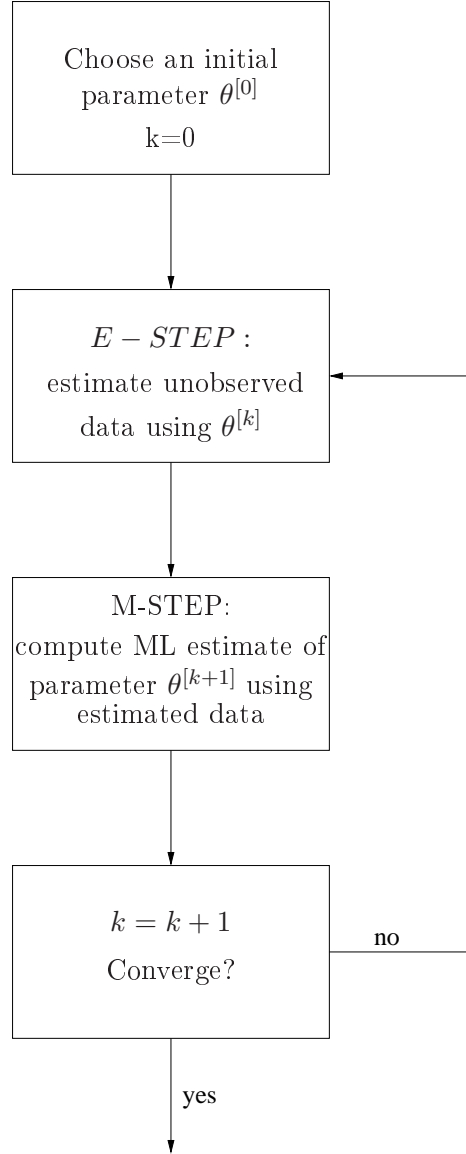 Choose an initial
parameter θ^[0]
k=0
E − STEP :
estimate unobserved
data using θ^[k]
M-STEP:
compute ML estimate of
parameter θ^[k+1] using
estimated data
k = k + 1
Converge?
no
yes